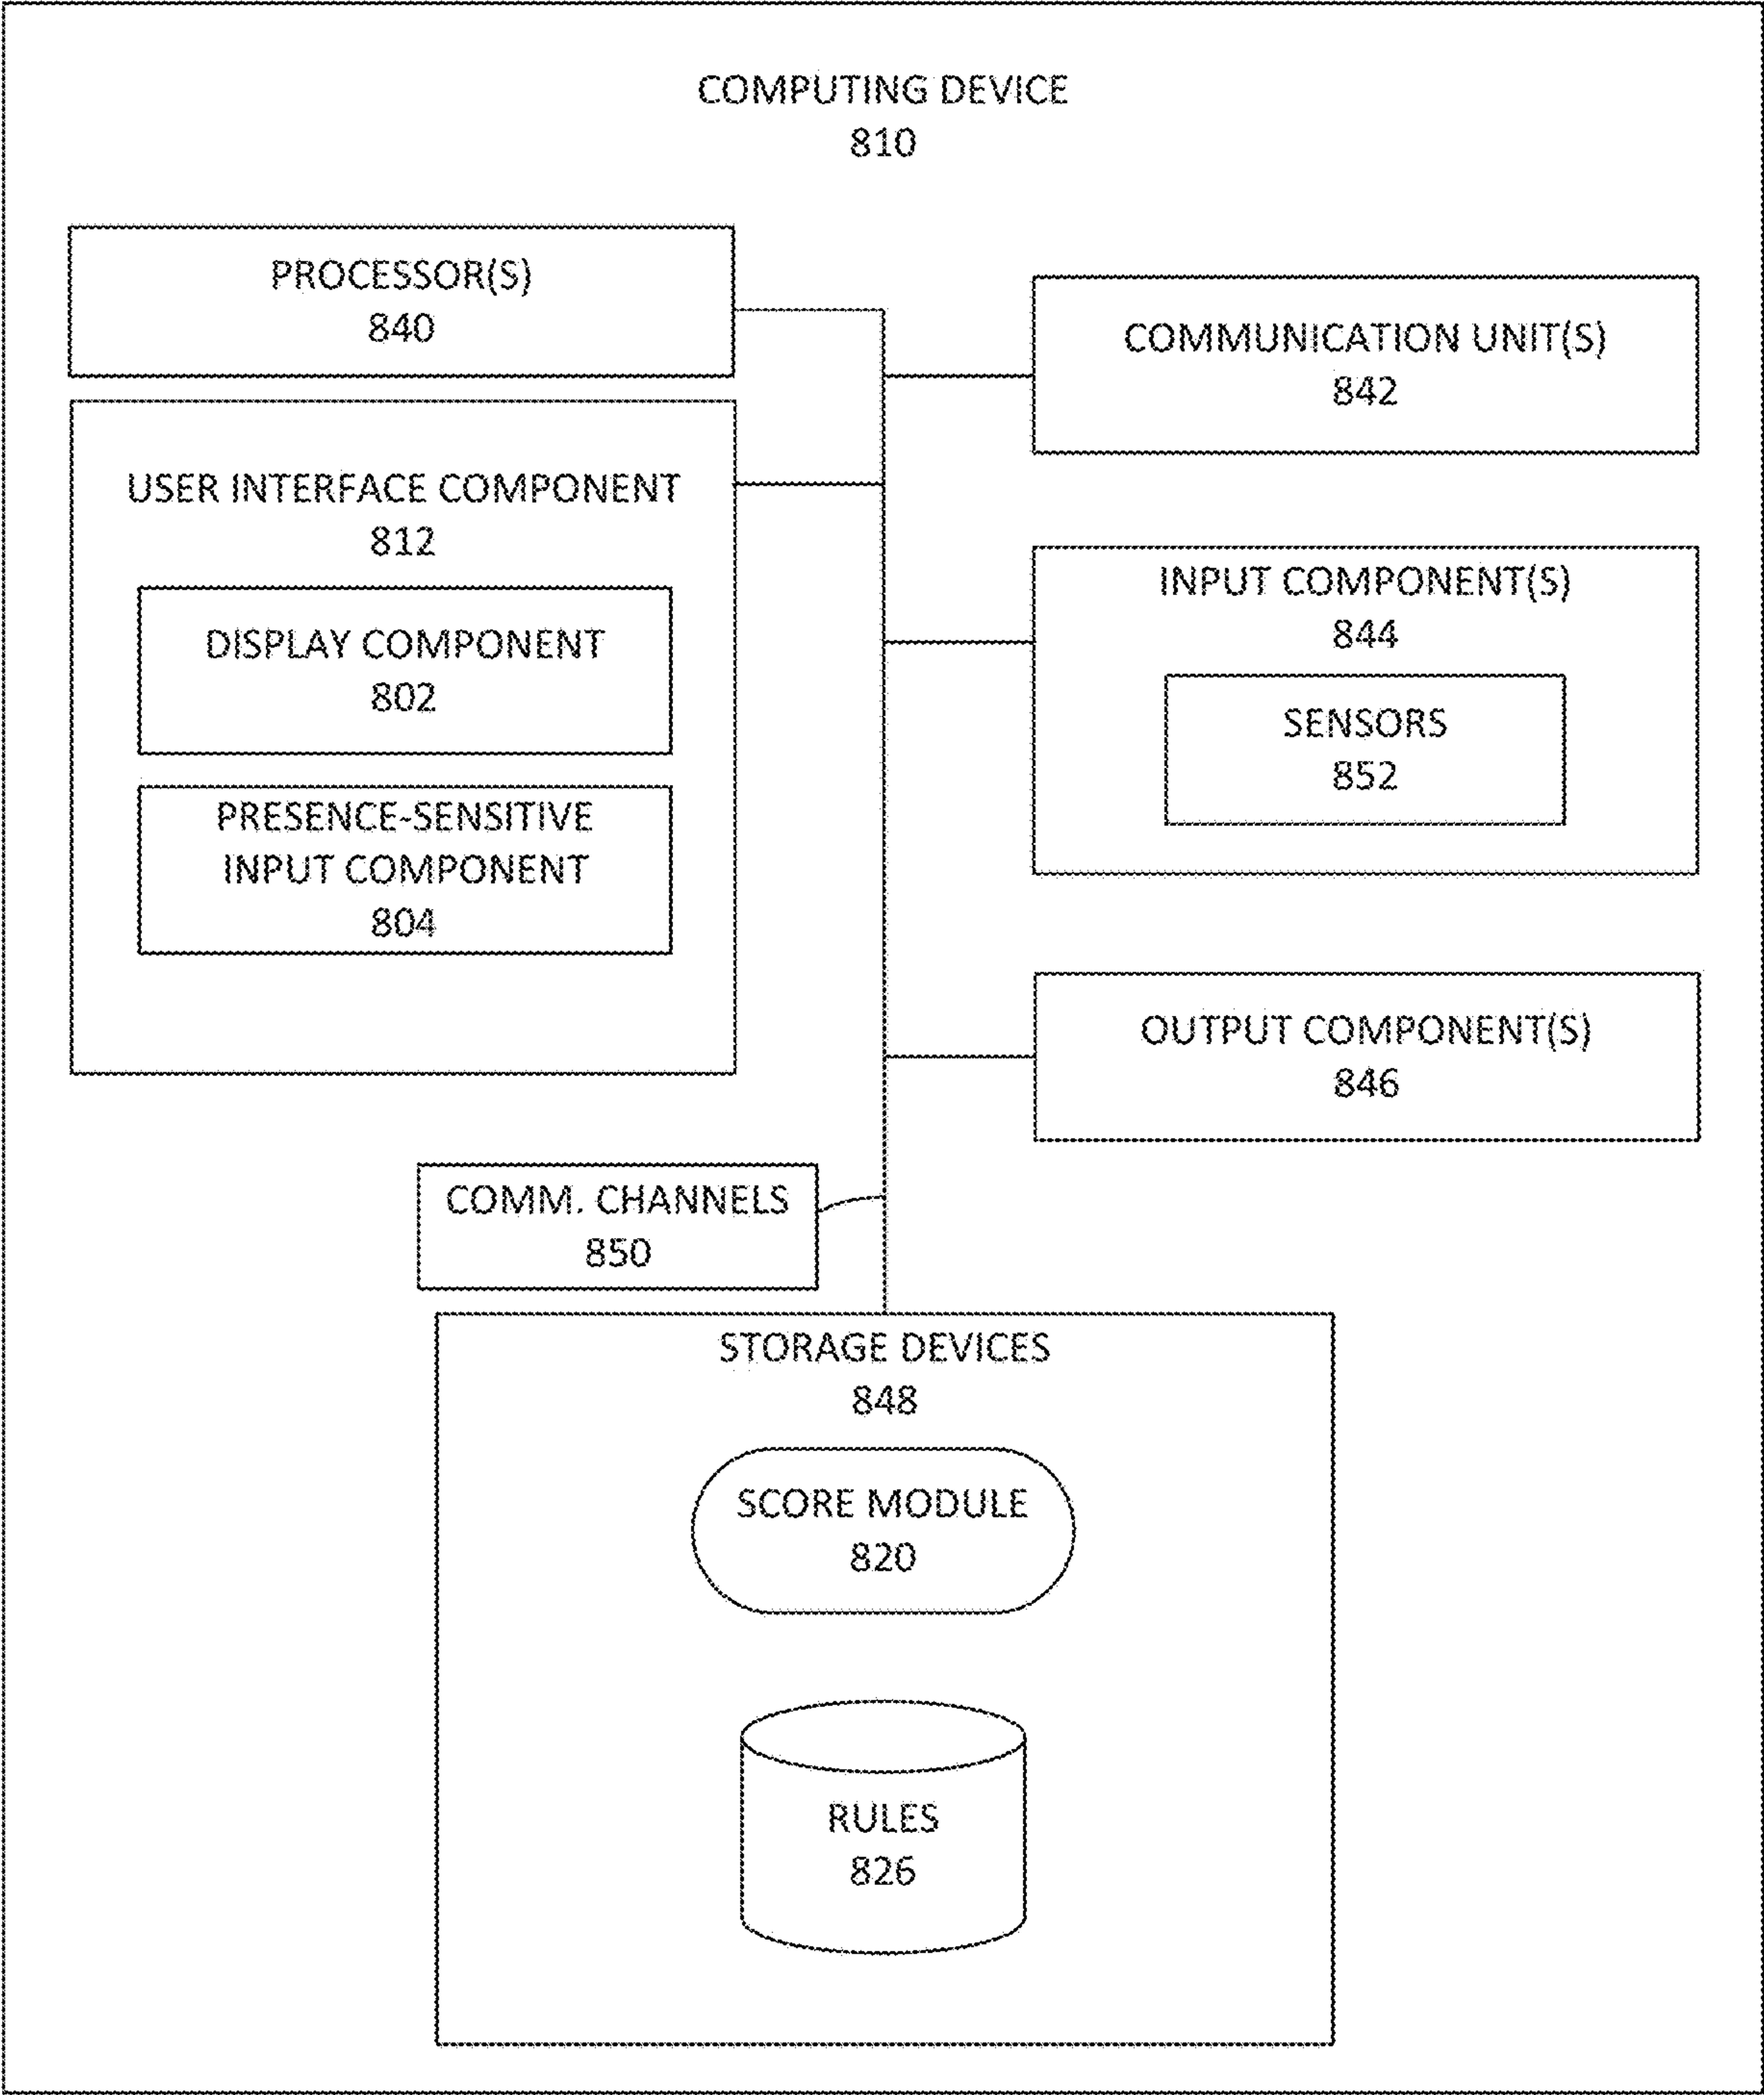 COMPUTING DEVICE
810
PROCESSOR(S)
840
COMMUNICATION UNIT(S)
842
USER INTERFACE COMPONENT
812
DISPLAY COMPONENT
802
PRESENCE-SENSITIVE
INPUT COMPONENT
804
INPUT COMPONENT(S)
844
SENSORS
852
OUTPUT COMPONENT(S)
846
COMM. CHANNELS
850
STORAGE DEVICES
848
SCORE MODULE
820
RULES
826